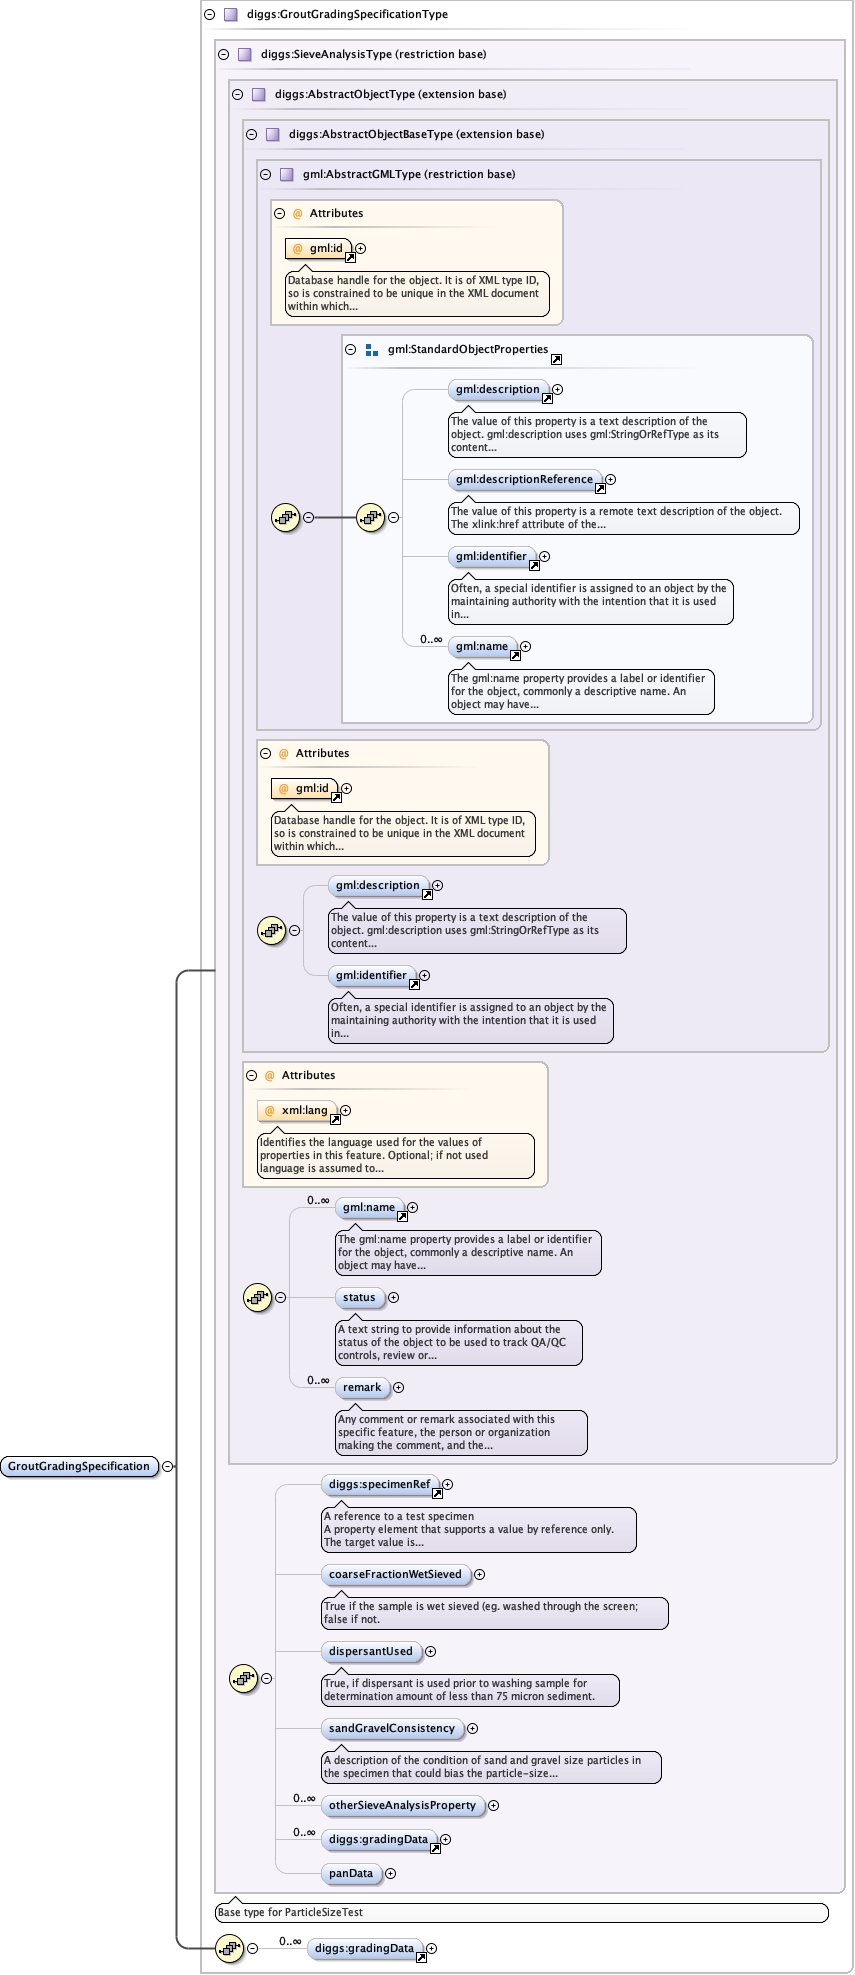 diggs:GroutGradingSpecificationType
diggs:SieveAnalysisType (restriction base)
diggs:AbstractObjectType (extension base)
diggs:AbstractObjectBaseType (extension base)
gml:AbstractGMLType (restriction base)
@ Attributes
@ gml:id
Database handle for the object. It is of XML type ID,
so is constrained to be unique in the XML document
within which...
gml:StandardObjectProperties
gml:description
The value of this property is a text description of the
object. gml:description uses gml:StringOrRefType as its
content...
gml:descriptionReference
The value of this property is a remote text description of the object.
The xlink:href attribute of the...
gml:identifier
Often, a special identifier is assigned to an object by the
maintaining authority with the intention that it is used
in...
0..∞
gml:name
The gml:name property provides a label or identifier
for the object, commonly a descriptive name. An
object may have...
@ Attributes
@ gml:id
Database handle for the object. It is of XML type ID,
so is constrained to be unique in the XML document
within which...
gml:description
The value of this property is a text description of the
object. gml:description uses gml:StringOrRefType as its
content...
gml:identifier
Often, a special identifier is assigned to an object by the
maintaining authority with the intention that it is used
in...
@ Attributes
@ xml:lang
Identifies the language used for the values of
properties in this feature. Optional; if not used
language is assumed to...
0..∞
gml:name
The gml:name property provides a label or identifier
for the object, commonly a descriptive name. An
object may have...
status
A text string to provide information about the
status of the object to be used to track QA/QC
controls, review or...
0..∞
remark
Any comment or remark associated with this
specific feature, the person or organization
making the comment, and the...
GroutGradingSpecification
diggs:specimenRef
A reference to a test specimen
A property element that supports a value by reference only.
The target value is...
coarseFractionWetSieved
True if the sample is wet sieved (eg. washed through the screen;
false if not.
dispersantUsed
True, if dispersant is used prior to washing sample for
determination amount of less than 75 micron sediment.
sandGravelConsistency
A description of the condition of sand and gravel size particles in
the specimen that could bias the particle-size...
0..∞
otherSieveAnalysisProperty
0..∞
diggs:gradingData
panData
Base type for ParticleSizeTest
0..∞
diggs:gradingData